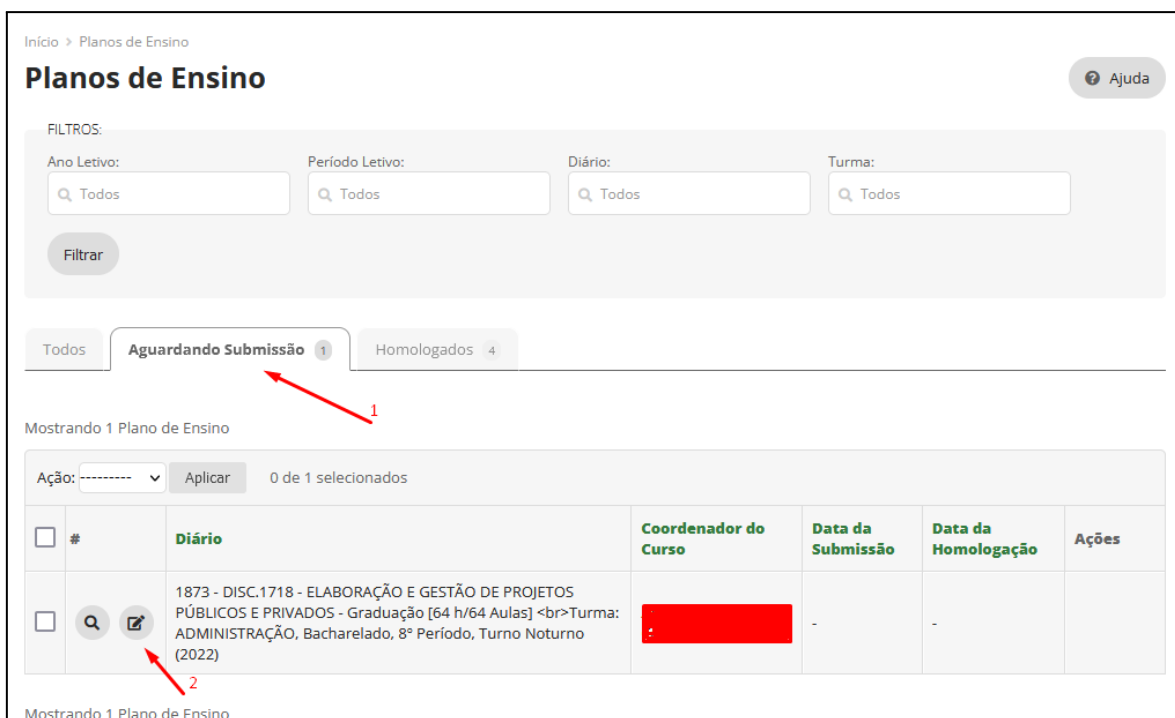 Início > Planos de Ensino
Planos de Ensino
Ajuda
FILTROS:
Ano Letivo: Período Letivo: Diário: Turma:
Todos Todos Todos Todos
Filtrar
Todos Aguardando Submissão 1 Homologados 4
1
Mostrando 1 Plano de Ensino
Ação: --------- Aplicar 0 de 1 selecionados
# Diário Coordenador do Curso Data da Submissão Data da Homologação Ações
1873 - DISC.1718 - ELABORAÇÃO E GESTÃO DE PROJETOS
PÚBLICOS E PRIVADOS - Graduação [64 h/64 Aulas] <br>Turma:
ADMINISTRAÇÃO, Bacharelado, 8º Período, Turno Noturno
(2022)
- -
2
Mostrando 1 Plano de Ensino